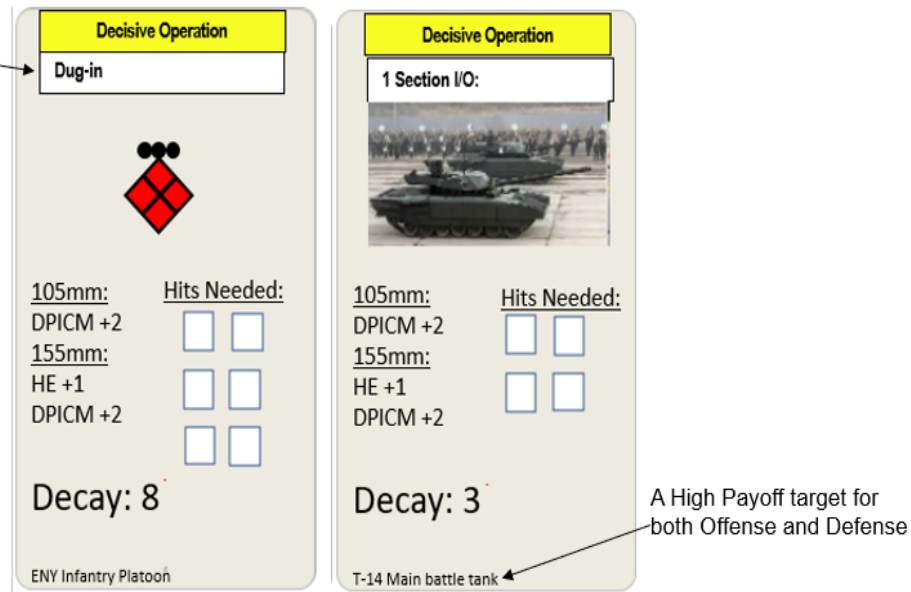 Decisive Operation
Dug-in
105mm:
DPICM +2
155mm:
HE +1
DPICM +2
Hits Needed:
Decay: 8
ENY Infantry Platoon
Decisive Operation
1 Section I/O:
105mm:
DPICM +2
155mm:
HE +1
DPICM +2
Hits Needed:
Decay: 3
T-14 Main battle tank
A High Payoff target for
both Offense and Defense